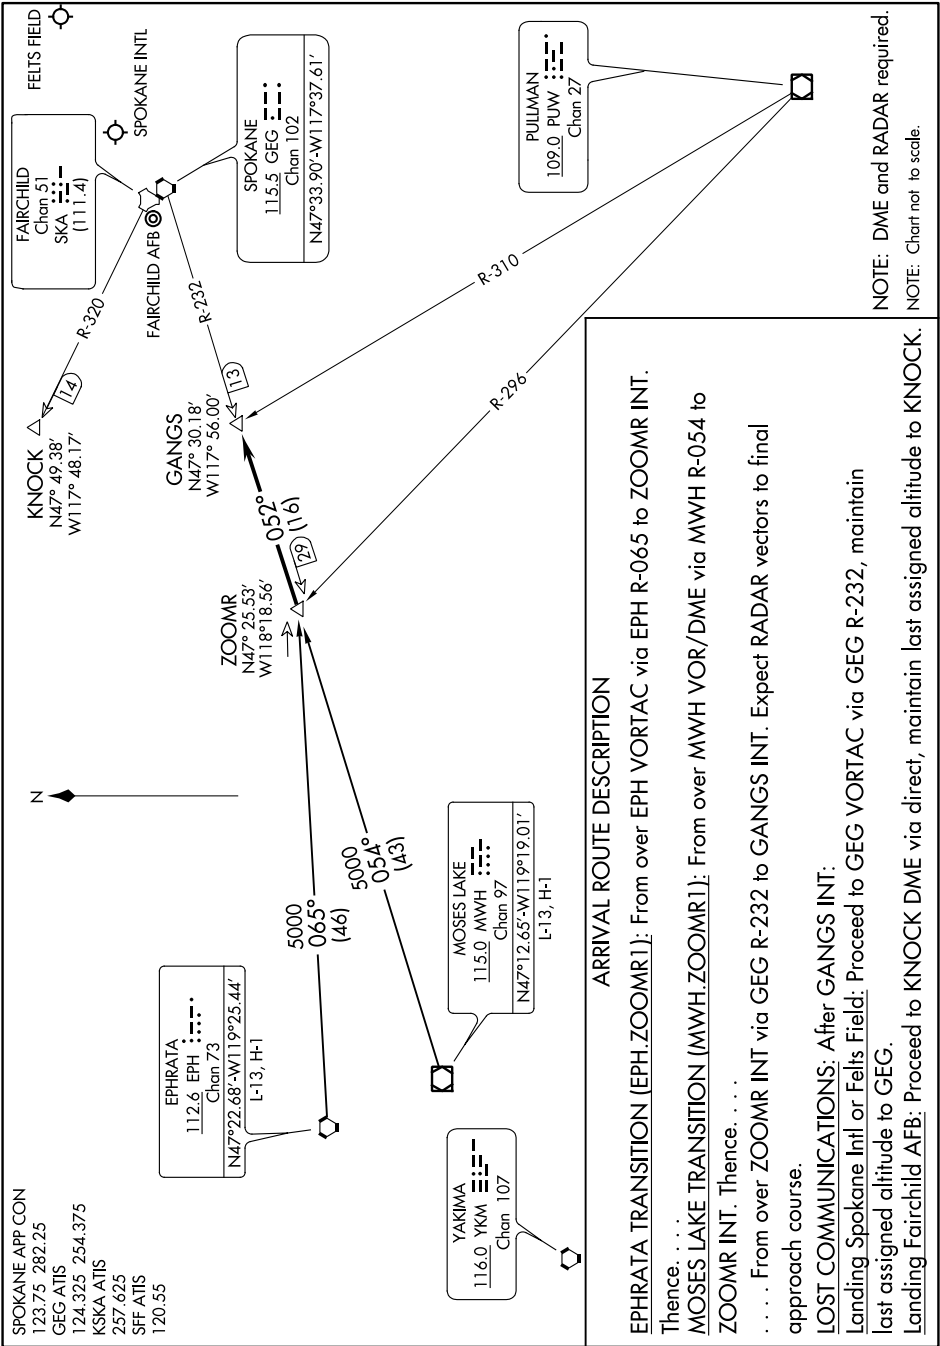 SPOKANE APP CON
123.75 282.25
GEG ATIS
124.325 254.375
KSKA ATIS
257.625
SFF ATIS
120.55
EPHRATA
112.6 EPH
Chan 73
N47°22.68'-W119°25.44'
L-13, H-1
YAKIMA
116.0 YKM
Chan 107
MOSES LAKE
115.0 MWH
Chan 97
N47°12.65'-W119°19.01'
L-13, H-1
5000
065°
(46)
5000
054°
(43)
N
ZOOMR
N47° 25.53'
W118°18.56'
29
052°
(16)
GANGS
N47° 30.18'
W117° 56.00'
13
R-232
KNOCK
N47° 49.38'
W117° 48.17'
14
R-320
FAIRCHILD AFB
FAIRCHILD
Chan 51
SKA
(111.4)
SPOKANE
115.5 GEG
Chan 102
N47°33.90'-W117°37.61'
FELTS FIELD
SPOKANE INTL
R-310
R-296
PULLMAN
109.0 PUW
Chan 27
NOTE: DME and RADAR required.
NOTE: Chart not to scale.
ARRIVAL ROUTE DESCRIPTION
EPHRATA TRANSITION (EPH.ZOOMR1): From over EPH VORTAC via EPH R-065 to ZOOMR INT.
Thence. . . .
MOSES LAKE TRANSITION (MWH.ZOOMR1): From over MWH VOR/DME via MWH R-054 to
ZOOMR INT. Thence. . . .
. . . . From over ZOOMR INT via GEG R-232 to GANGS INT. Expect RADAR vectors to final
approach course.
LOST COMMUNICATIONS: After GANGS INT:
Landing Spokane Intl or Felts Field: Proceed to GEG VORTAC via GEG R-232, maintain
last assigned altitude to GEG.
Landing Fairchild AFB: Proceed to KNOCK DME via direct, maintain last assigned altitude to KNOCK.